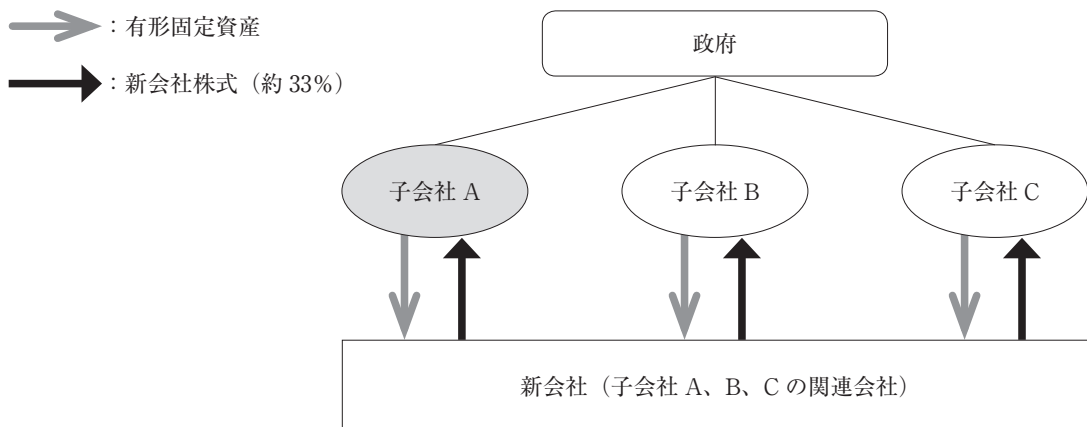 ：有形固定資産
：新会社株式（約 33%）
政府
子会社 A
子会社 B
子会社 C
新会社（子会社 A、B、C の関連会社）